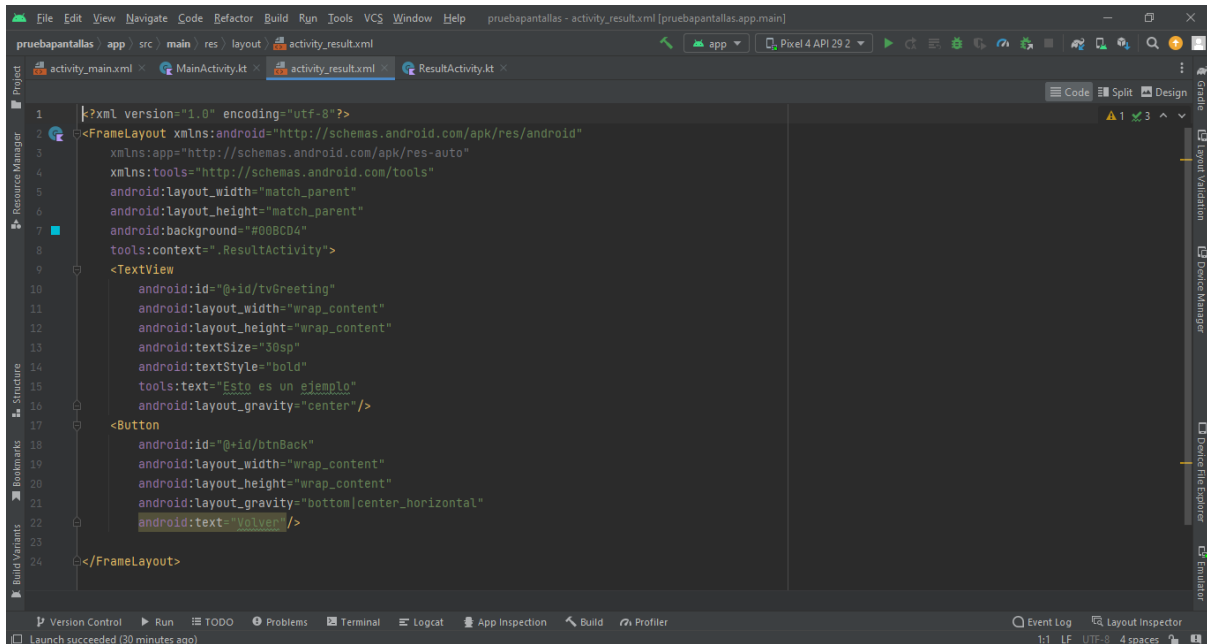 File Edit View Navigate Code Refactor Build Run Tools VCS Window Help pruebapantallas - activity_result.xml [pruebapantallas.app.main]
pruebapantallas app src main res layout activity_result.xml app Pixel 4 API 29 2
activity_main.xml MainActivity.kt activity_result.xml ResultActivity.kt
Code Split Design
1 <?xml version="1.0" encoding="utf-8"?>
1 3
2 <FrameLayout xmlns:android="http://schemas.android.com/apk/res/android"
3 xmlns:app="http://schemas.android.com/apk/res-auto"
4 xmlns:tools="http://schemas.android.com/tools"
5 android:layout_width="match_parent"
6 android:layout_height="match_parent"
7 android:background="#00BCD4"
8 tools:context=".ResultActivity">
9 <TextView
10 android:id="@+id/tvGreeting"
11 android:layout_width="wrap_content"
12 android:layout_height="wrap_content"
13 android:textSize="30sp"
14 android:textStyle="bold"
15 tools:text="Esto es un ejemplo"
16 android:layout_gravity="center"/>
17 <Button
18 android:id="@+id/btnBack"
19 android:layout_width="wrap_content"
20 android:layout_height="wrap_content"
21 android:layout_gravity="bottom|center_horizontal"
22 android:text="Volver"/>
23
24 </FrameLayout>
Project
Resource Manager
Structure
Bookmarks
Build Variants
Gradle
Layout Validation
Device Manager
Device File Explorer
Emulator
Version Control Run TODO Problems Terminal Logcat App Inspection Build Profiler Event Log Layout Inspector
Launch succeeded (30 minutes ago) 1:1 LF UTF-8 4 spaces